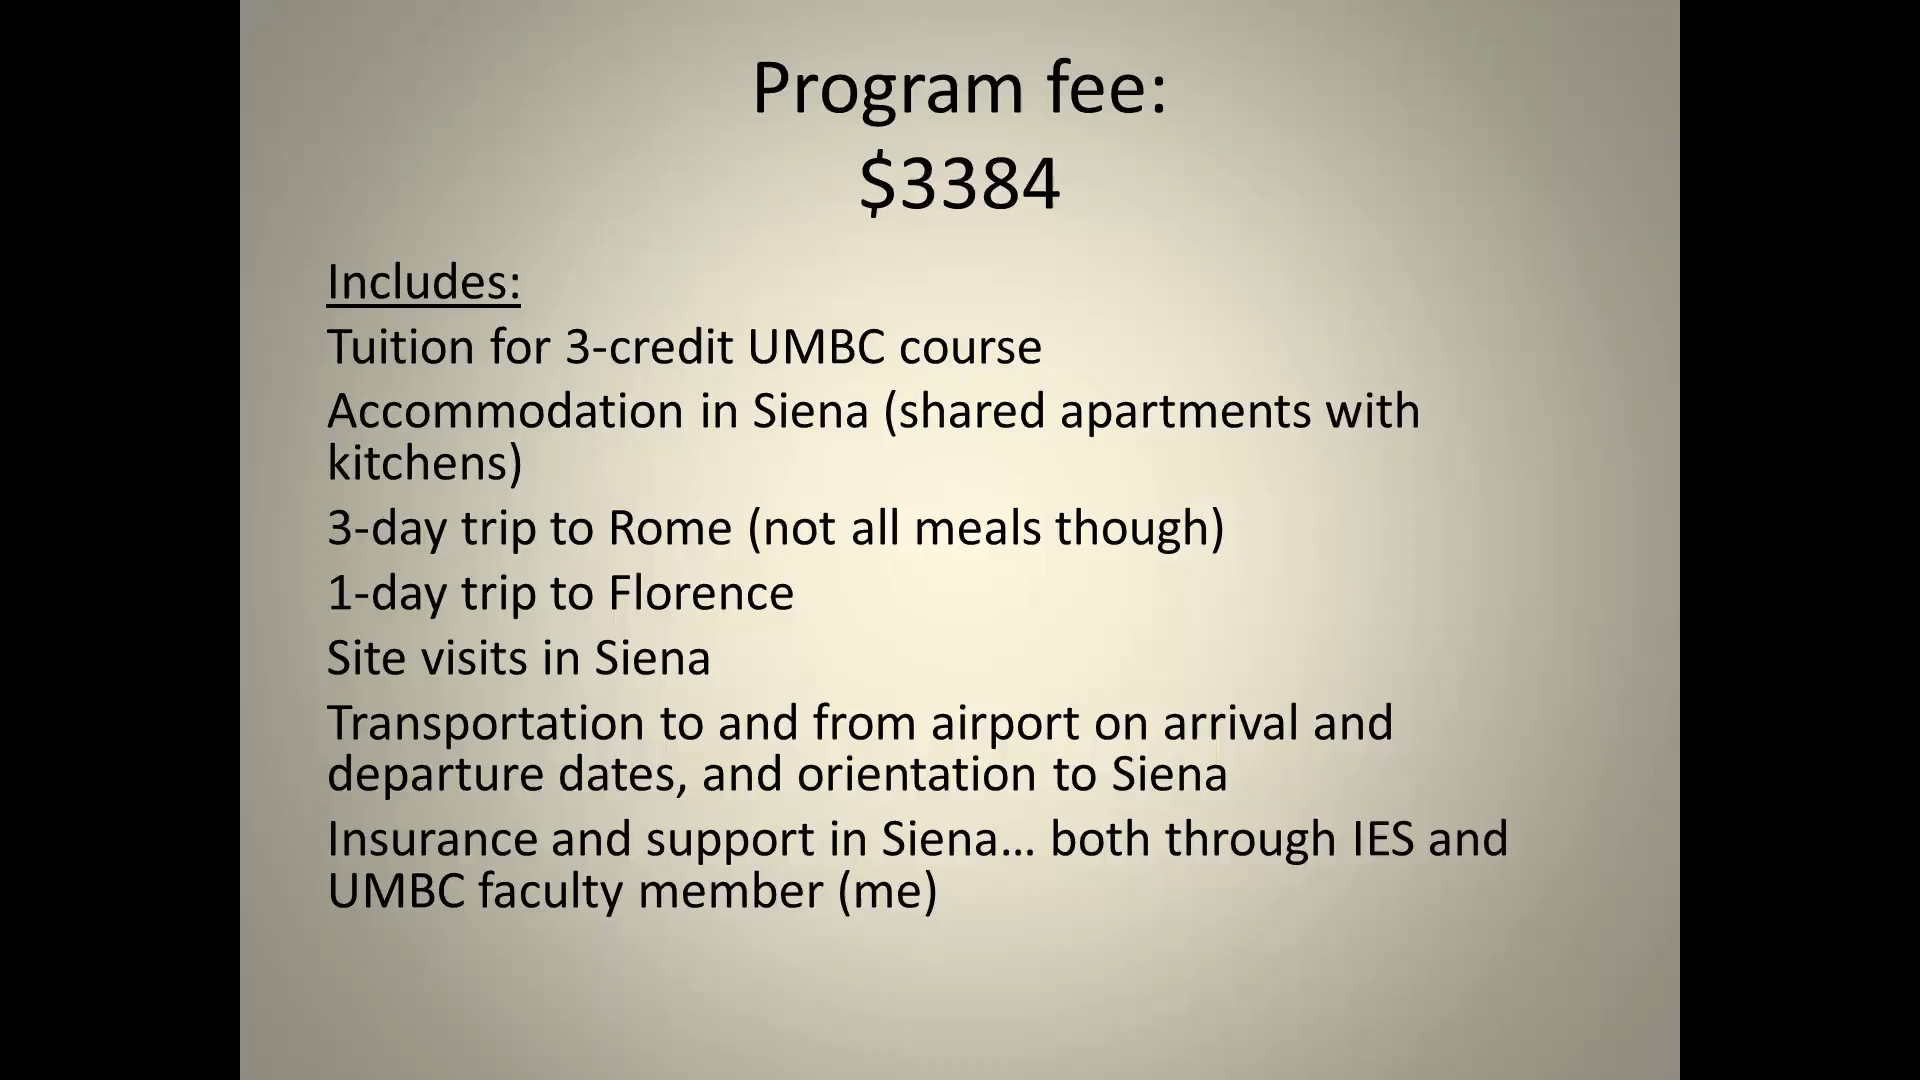 Program fee:
$3384
Includes:
Tuition for 3-credit UMBC course
Accommodation in Siena (shared apartments with
kitchens)
3-day trip to Rome (not all meals though)
1-day trip to Florence
Site visits in Siena
Transportation to and from airport on arrival and
departure dates, and orientation to Siena
Insurance and support in Siena… both through IES and
UMBC faculty member (me)